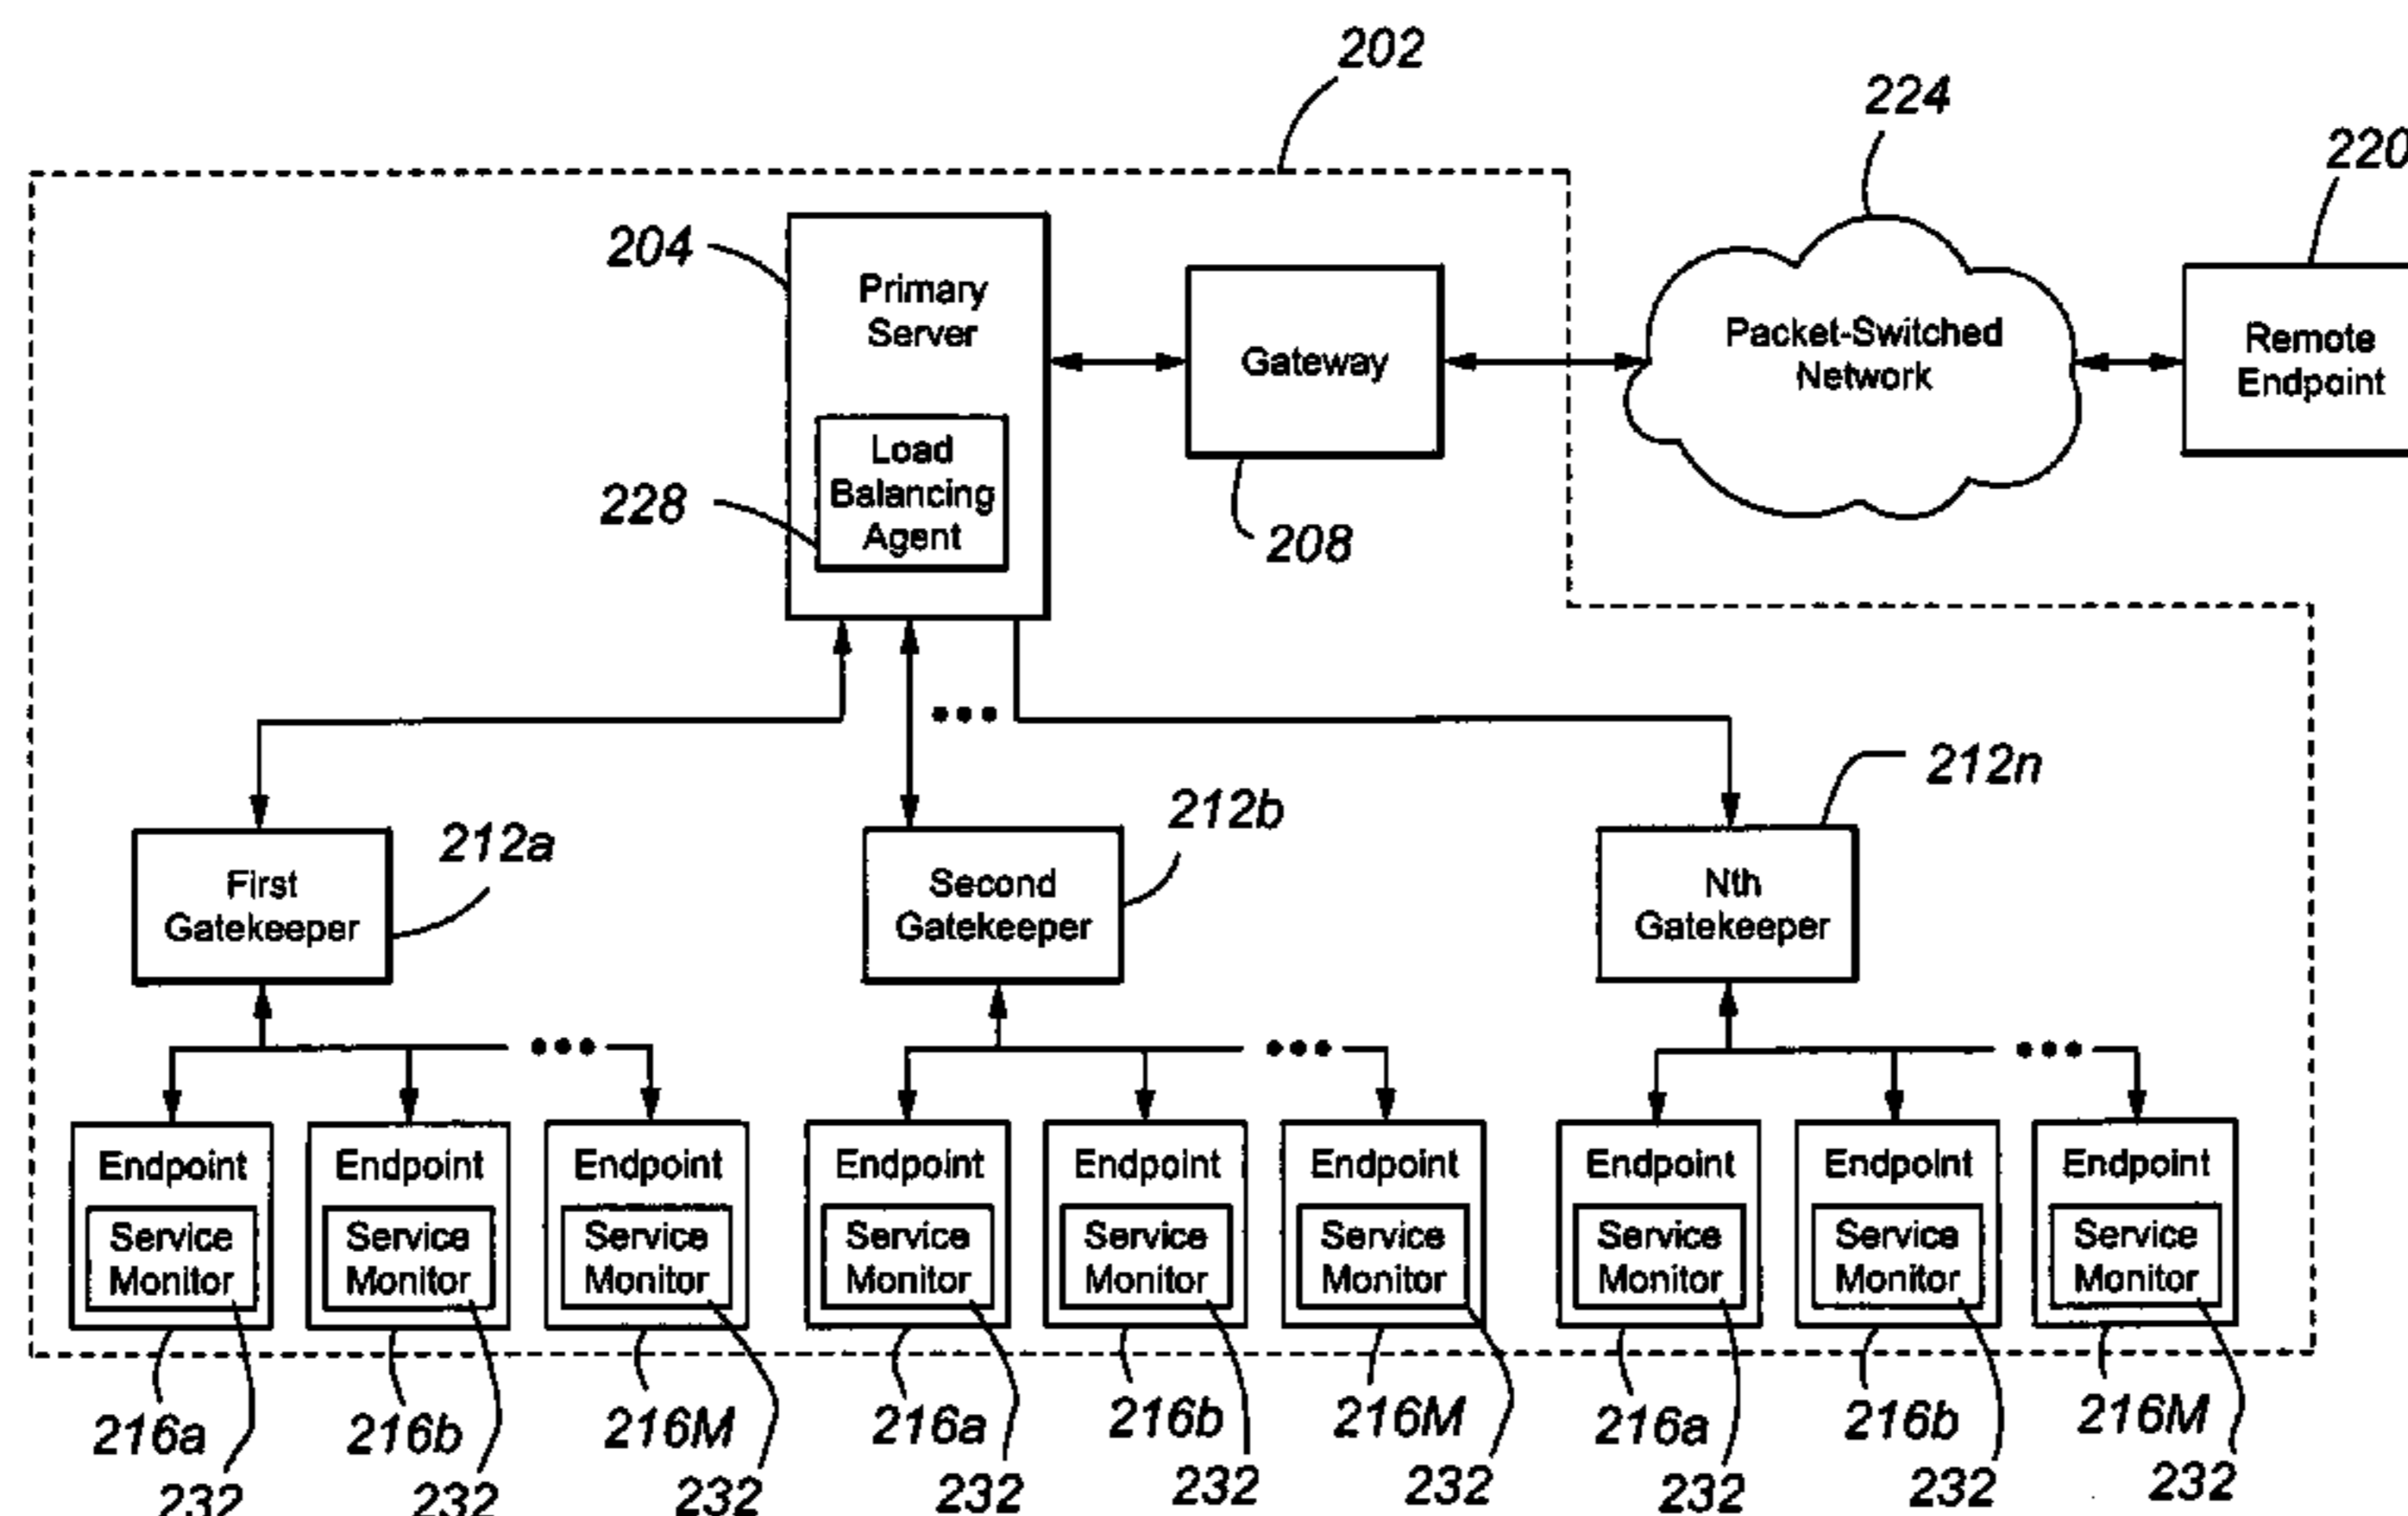 202
224
220
204
Primary
Server
Gateway
Packet-Switched
Network
Remote
Endpoint
Load
Balancing
Agent
228
208
•••
212n
212b
212a
First
Gatekeeper
Second
Gatekeeper
Nth
Gatekeeper
•••
•••
•••
Endpoint
Service
Monitor
Endpoint
Service
Monitor
Endpoint
Service
Monitor
Endpoint
Service
Monitor
Endpoint
Service
Monitor
Endpoint
Service
Monitor
Endpoint
Service
Monitor
Endpoint
Service
Monitor
Endpoint
Service
Monitor
216a
216b
216M
216a
216b
216M
216a
216b
216M
232
232
232
232
232
232
232
232
232